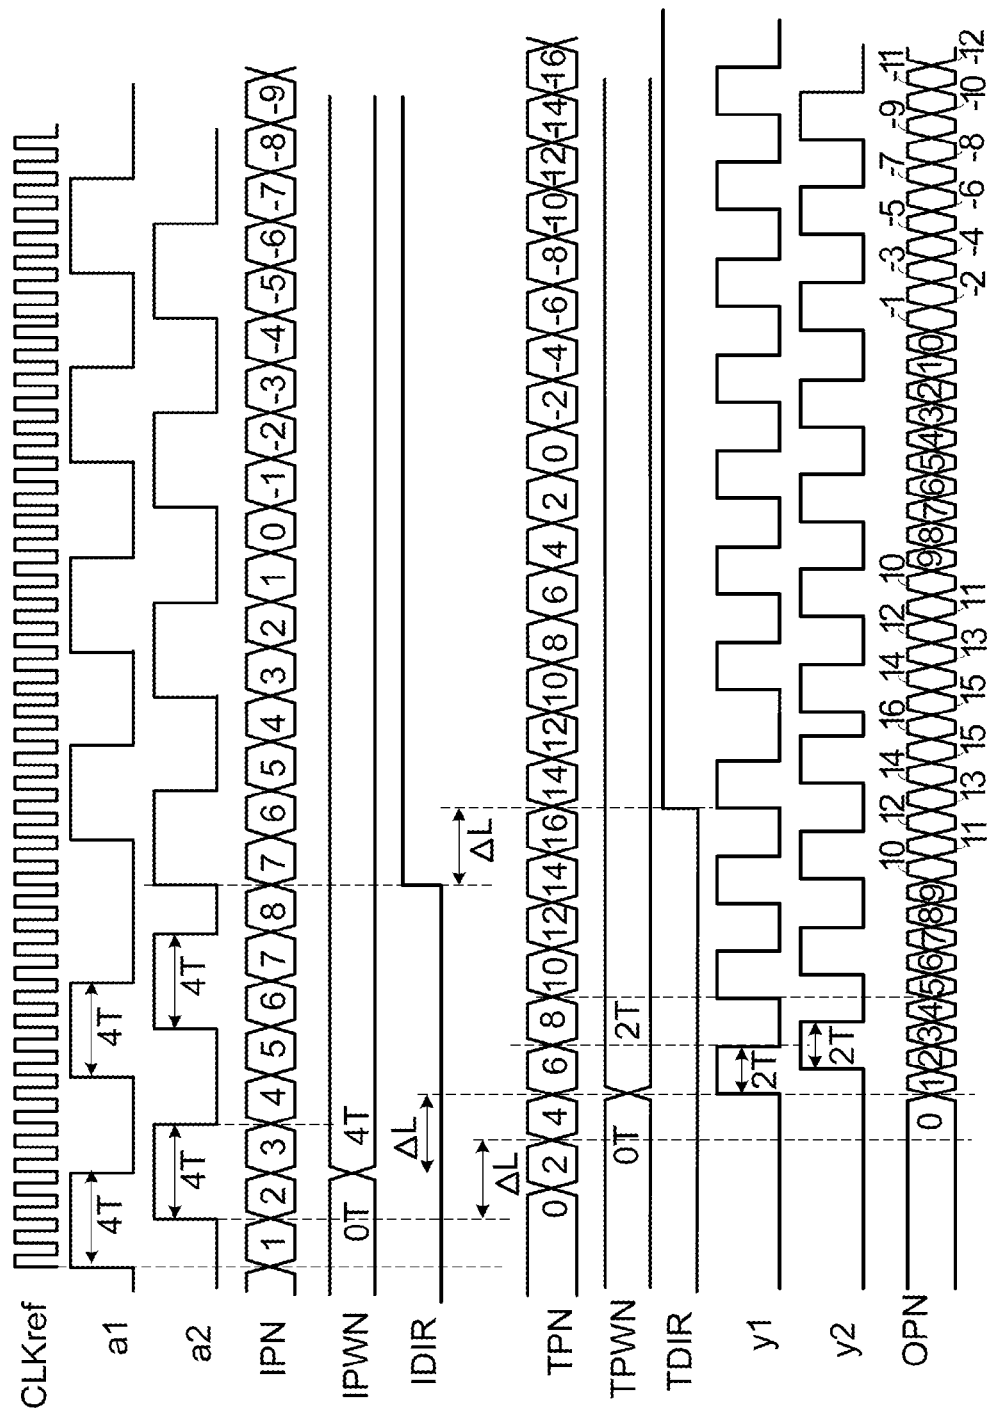 CLKref
a1 4T 4T
a2 4T 4T
IPN 1 2 3 4 5 6 7 8 7 6 5 4 3 2 1 0 -1 -2 -3 -4 -5 -6 -7 -8 -9
IPWN 0T 4T
IDIR
ΔL ΔL ΔL
TPN 0 2 4 6 8 10 12 14 16 14 12 10 8 6 4 2 0 -2 -4 -6 -8 -10 -12 -14 -16
TPWN 0T 2T
TDIR
y1 2T
y2 2T
10 12 14 16 14 12 10 -1 -3 -5 -7 -9 -11
OPN 0 1 2 3 4 5 6 7 8 9 9 8 7 6 5 4 3 2 1 0
11 13 15 15 13 11 -2 -4 -6 -8 -10 -12